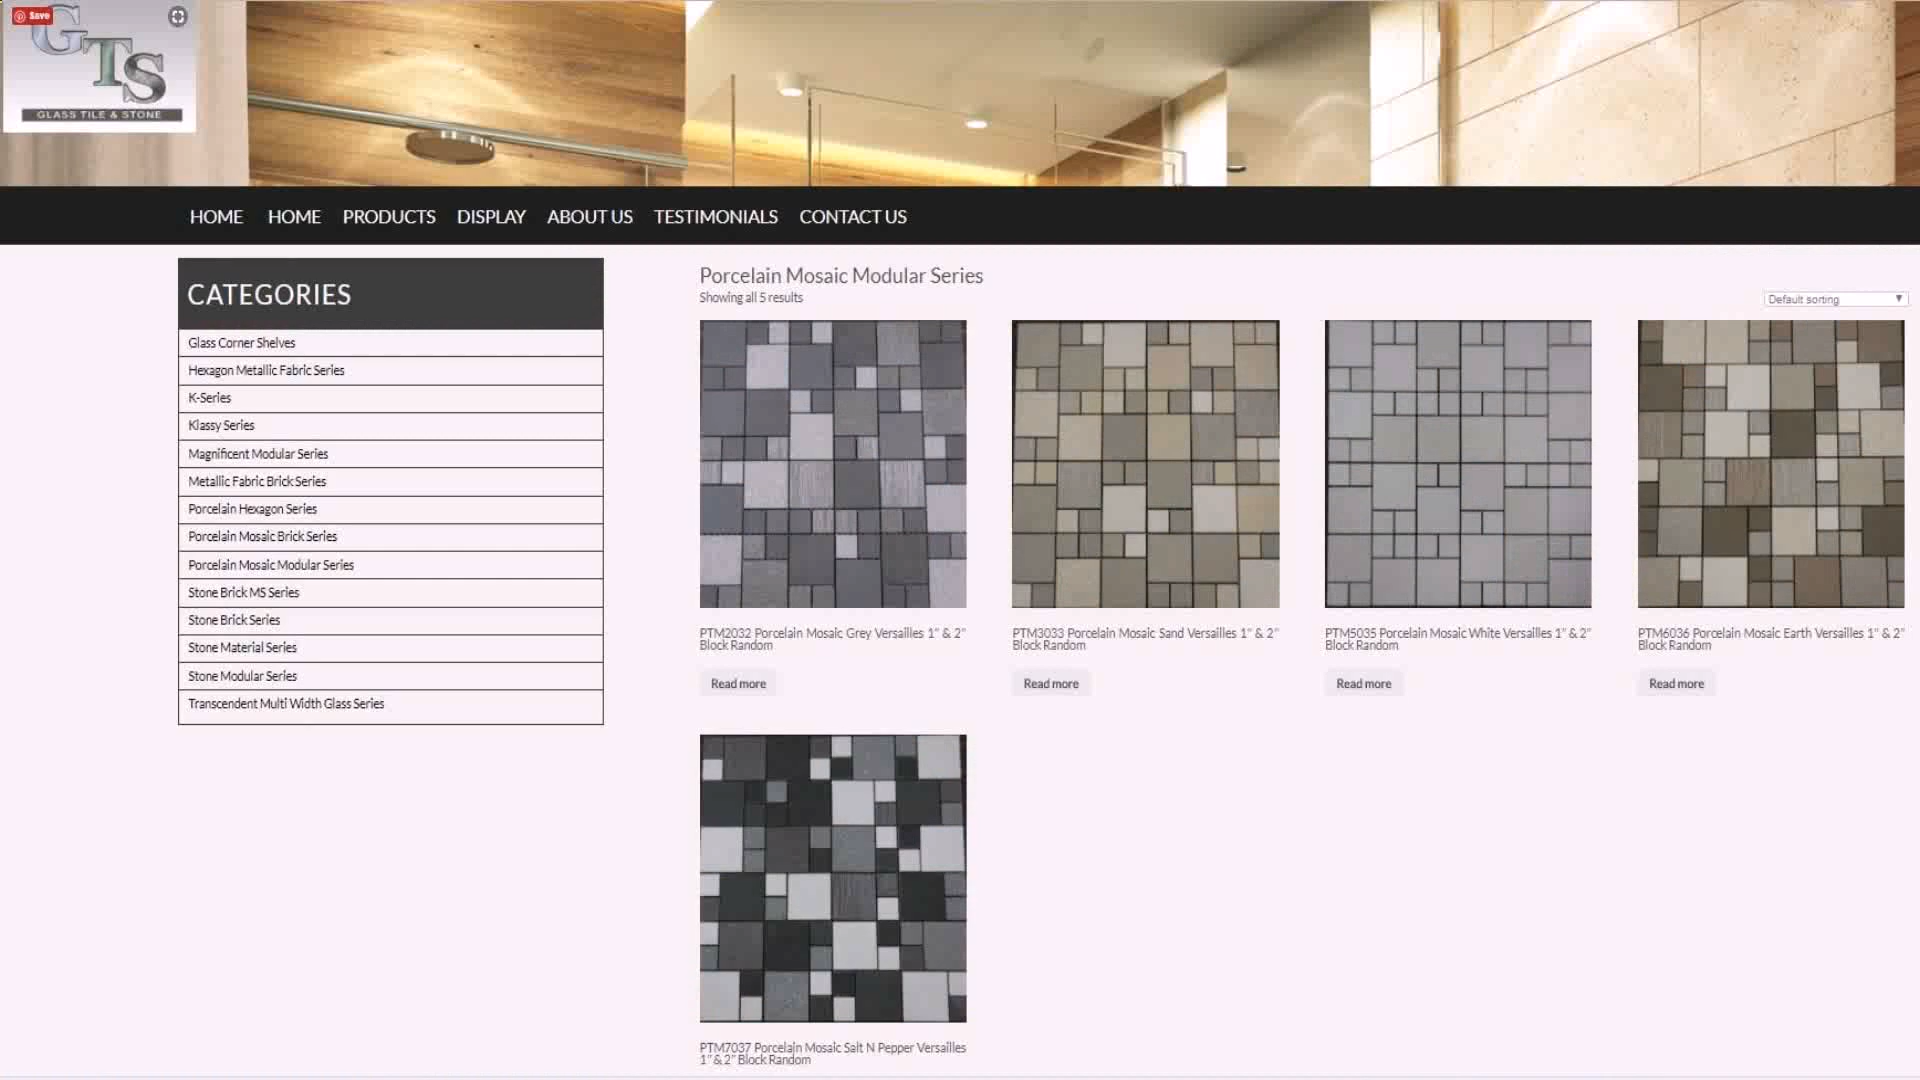 Save
GTS
GLASS TILE & STONE
HOME HOME PRODUCTS DISPLAY ABOUT US TESTIMONIALS CONTACT US
CATEGORIES
Glass Corner Shelves
Hexagon Metallic Fabric Series
K-Series
Klassy Series
Magnificent Modular Series
Metallic Fabric Brick Series
Porcelain Hexagon Series
Porcelain Mosaic Brick Series
Porcelain Mosaic Modular Series
Stone Brick MS Series
Stone Brick Series
Stone Material Series
Stone Modular Series
Transcendent Multi Width Glass Series
Porcelain Mosaic Modular Series
Showing all 5 results
Default sorting
PTM2032 Porcelain Mosaic Grey Versailles 1" & 2"
Block Random
Read more
PTM3033 Porcelain Mosaic Sand Versailles 1" & 2"
Block Random
Read more
PTM5035 Porcelain Mosaic White Versailles 1" & 2"
Block Random
Read more
PTM6036 Porcelain Mosaic Earth Versailles 1" & 2"
Block Random
Read more
PTM7037 Porcelain Mosaic Salt N Pepper Versailles
1" & 2" Block Random